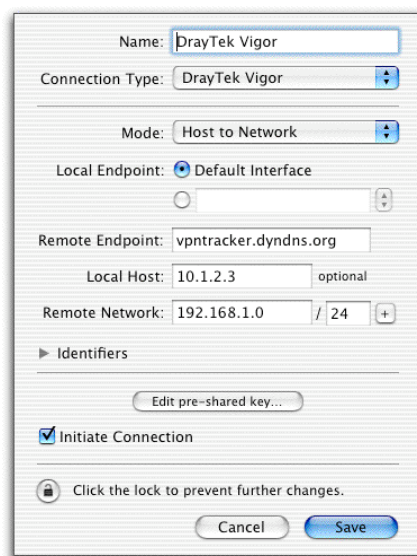 Name: DrayTek Vigor
Connection Type: DrayTek Vigor
Mode: Host to Network
Local Endpoint: Default Interface
Remote Endpoint: vpntracker.dyndns.org
Local Host: 10.1.2.3 optional
Remote Network: 192.168.1.0 / 24 +
Identifiers
Edit pre-shared key...
Initiate Connection
Click the lock to prevent further changes.
Cancel Save